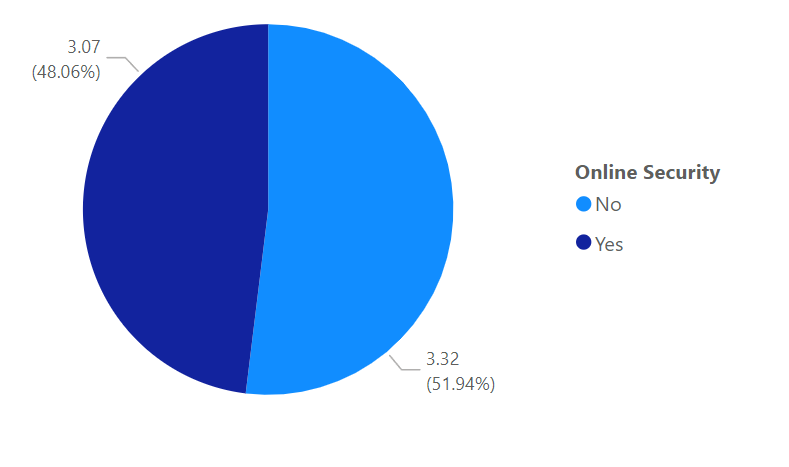 3.07
(48.06%)
Online Security
No
Yes
3.32
(51.94%)